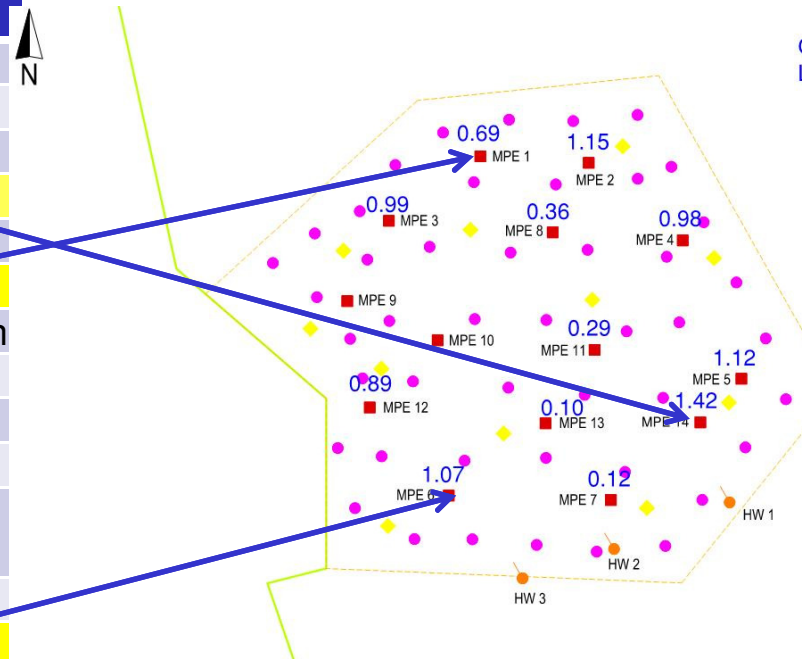 N
0.69
MPE 1
1.15
MPE 2
0.99
MPE 3
0.36
MPE 8
0.98
MPE 4
MPE 9
MPE 10
0.29
MPE 11
1.12
MPE 5
0.89
MPE 12
0.10
MPE 13
1.42
MPE 14
1.07
MPE 6
0.12
MPE 7
HW 1
HW 2
HW 3